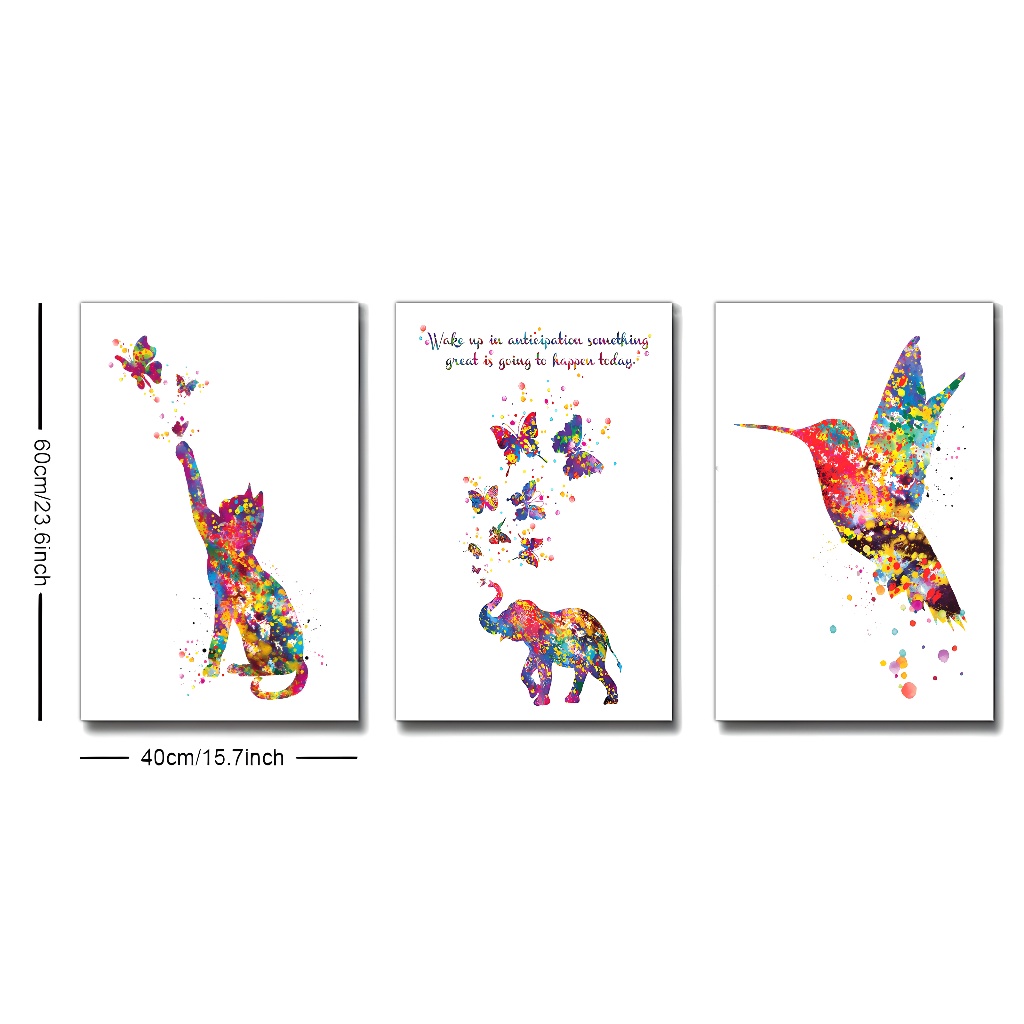 Wake up in anticipation something
great is going to happen today.
60cm/23.6inch
40cm/15.7inch